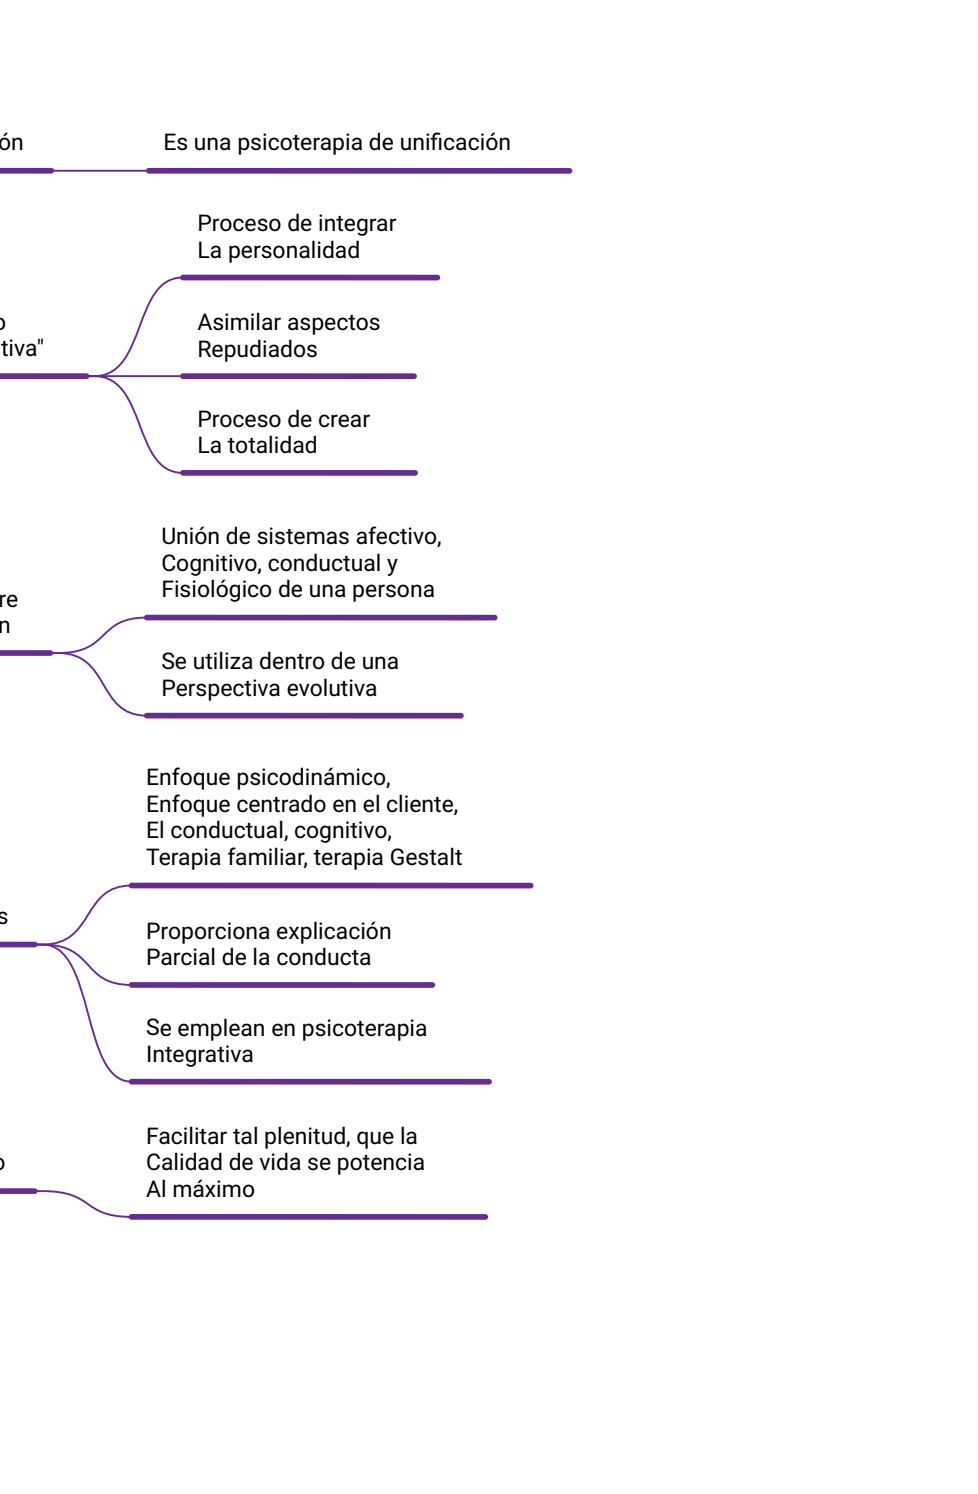 ón
Es una psicoterapia de unificación
Proceso de integrar
La personalidad
o
tiva"
Asimilar aspectos
Repudiados
Proceso de crear
La totalidad
Unión de sistemas afectivo,
Cognitivo, conductual y
Fisiológico de una persona
re
n
Se utiliza dentro de una
Perspectiva evolutiva
Enfoque psicodinámico,
Enfoque centrado en el cliente,
El conductual, cognitivo,
Terapia familiar, terapia Gestalt
s
Proporciona explicación
Parcial de la conducta
Se emplean en psicoterapia
Integrativa
o
Facilitar tal plenitud, que la
Calidad de vida se potencia
Al máximo